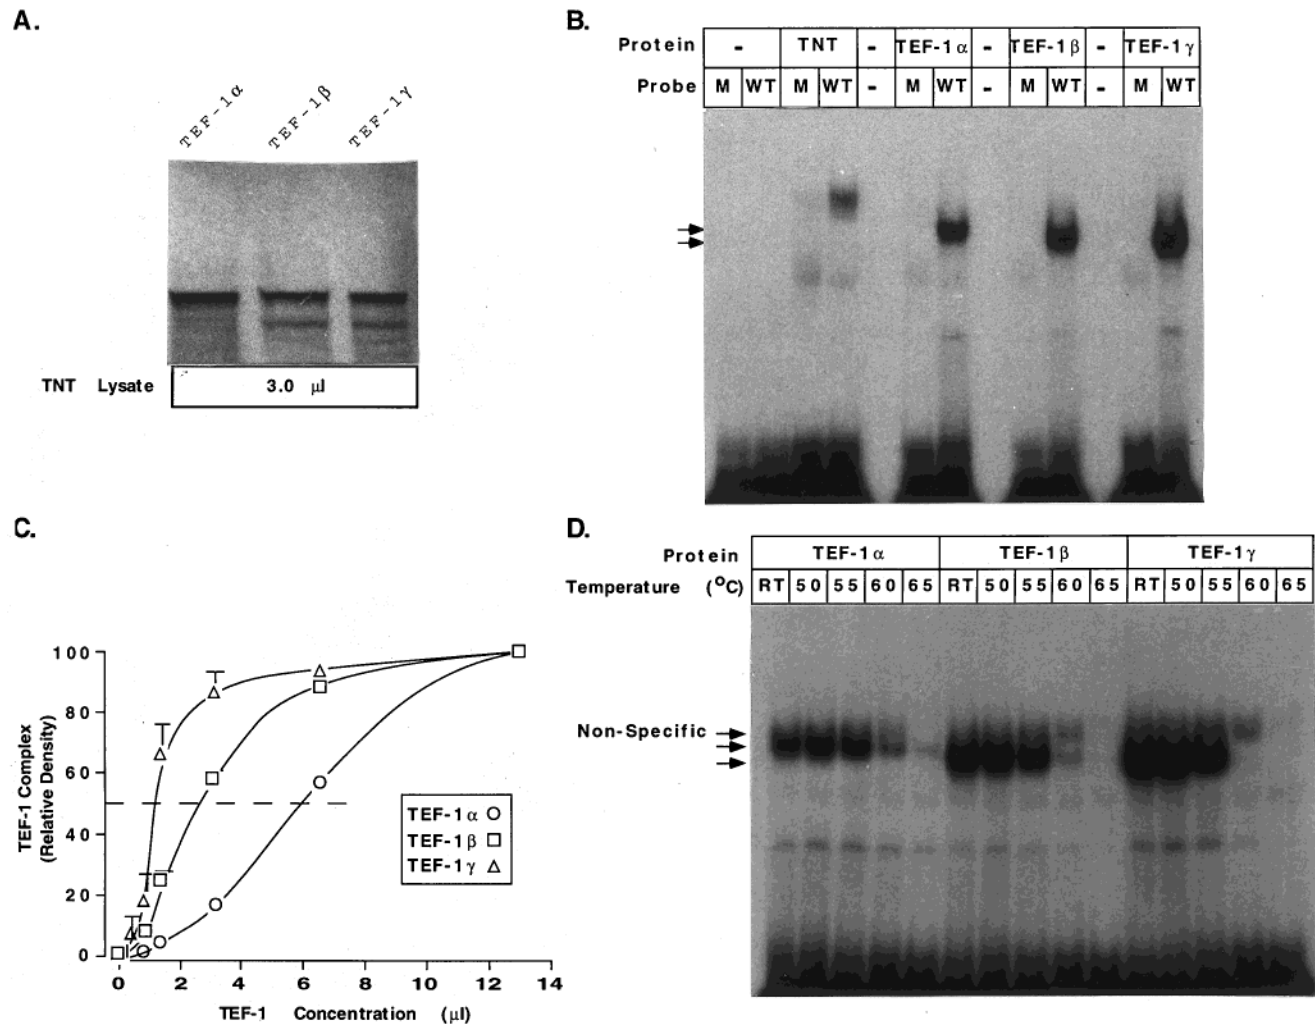 A.
TEF-1α TEF-1β TEF-1γ
TNT Lysate 3.0 μl
B.
Protein - TNT - TEF-1α - TEF-1β - TEF-1γ
Probe M WT M WT - M WT - M WT - M WT
C.
100
80
60
40
20
0
0 2 4 6 8 10 12 14
TEF-1 Complex
(Relative Density)
TEF-1α
TEF-1β
TEF-1γ
TEF-1 Concentration (μl)
D.
Protein TEF-1α TEF-1β TEF-1γ
Temperature (°C) RT 50 55 60 65 RT 50 55 60 65 RT 50 55 60 65
Non-Specific